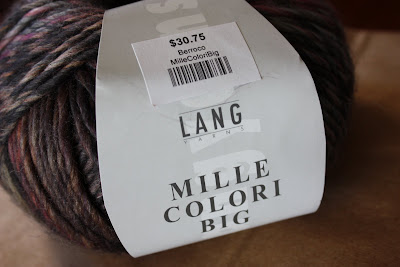 $30.75
Berroco
MilleColoriBig
LANG
YARNS
MILLE
COLORI
BIG